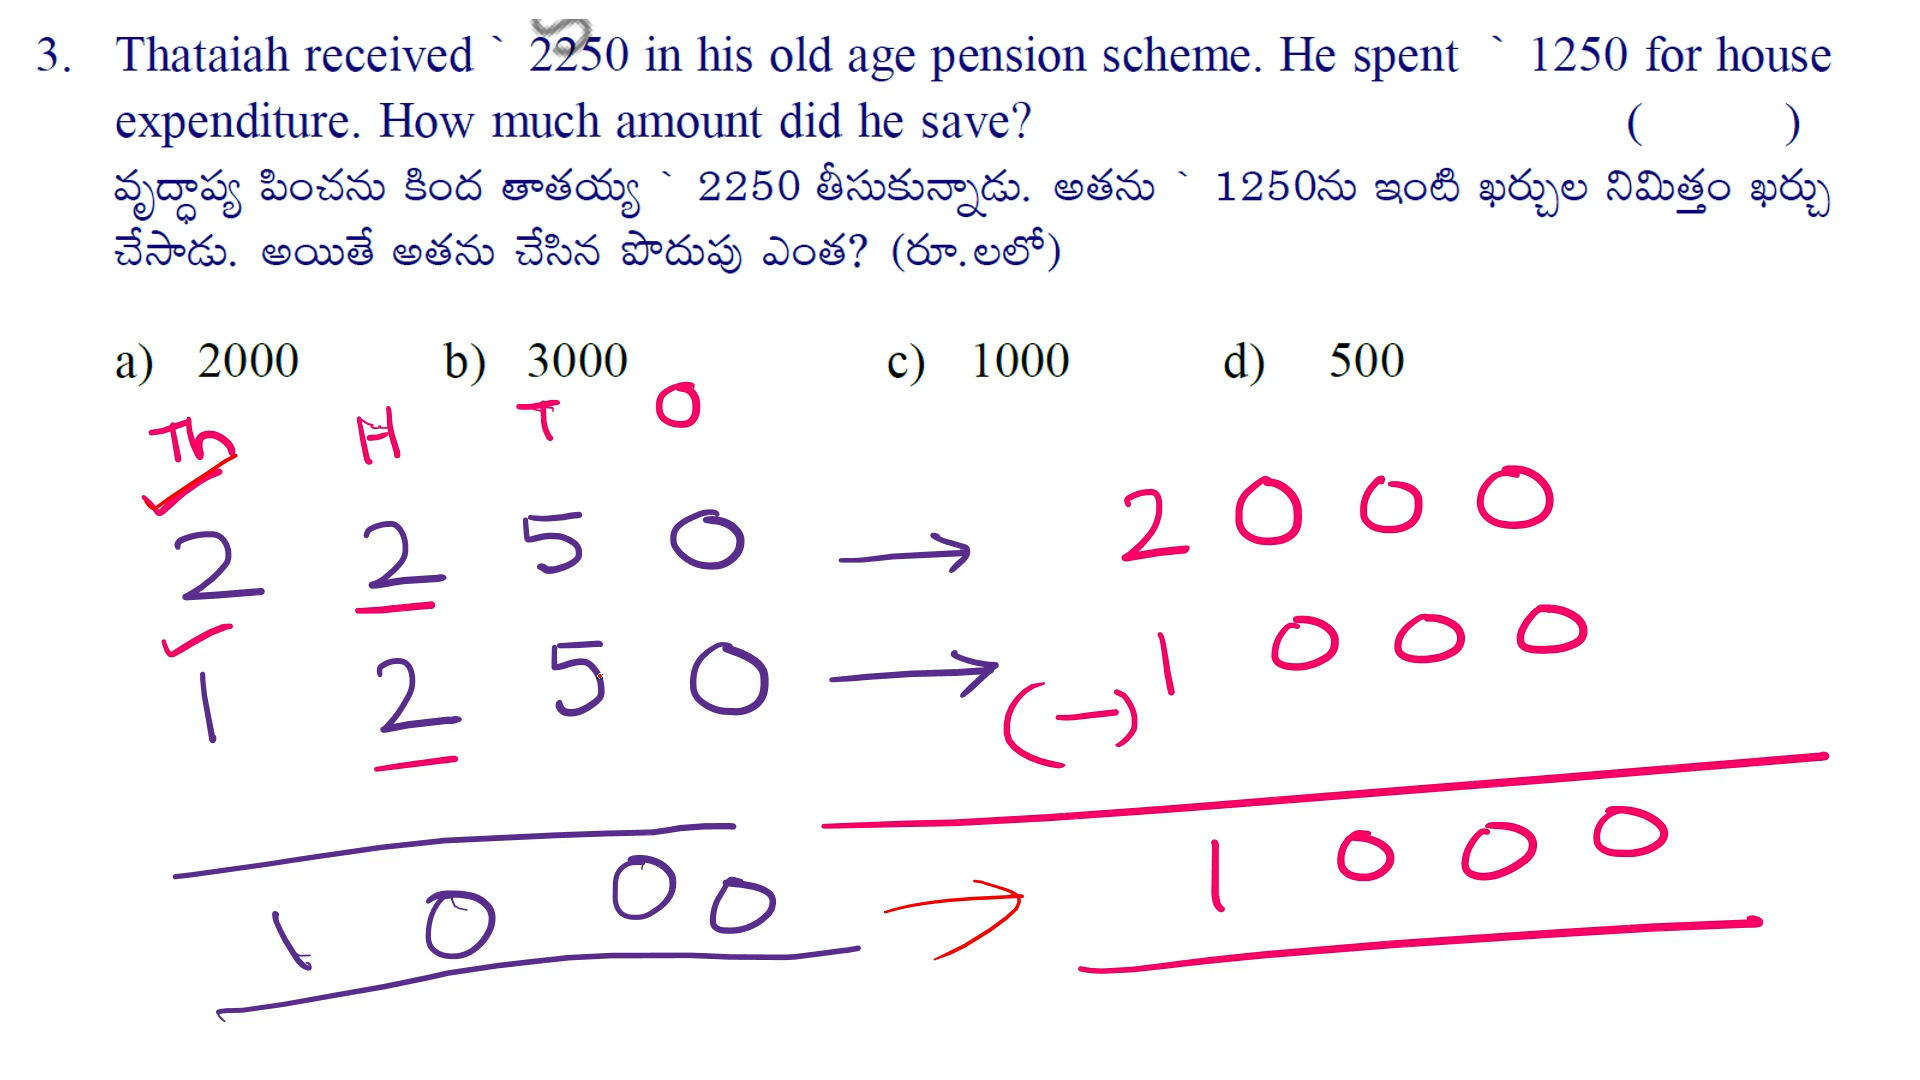 3. Thataiah received ` 2250 in his old age pension scheme. He spent ` 1250 for house
expenditure. How much amount did he save? ( )
వృద్ధాప్య పించను కింద తాతయ్య ` 2250 తీసుకున్నాడు. అతను ` 1250ను ఇంటి ఖర్చుల నిమిత్తం ఖర్చు
చేసాడు. అయితే అతను చేసిన పొదుపు ఎంత? (రూ.లలో)
a) 2000 b) 3000 c) 1000 d) 500
Th H T O
2 2 5 0 → 2 0 0 0
1 2 5 0 → (-) 1 0 0 0
1 0 0 0 → 1 0 0 0